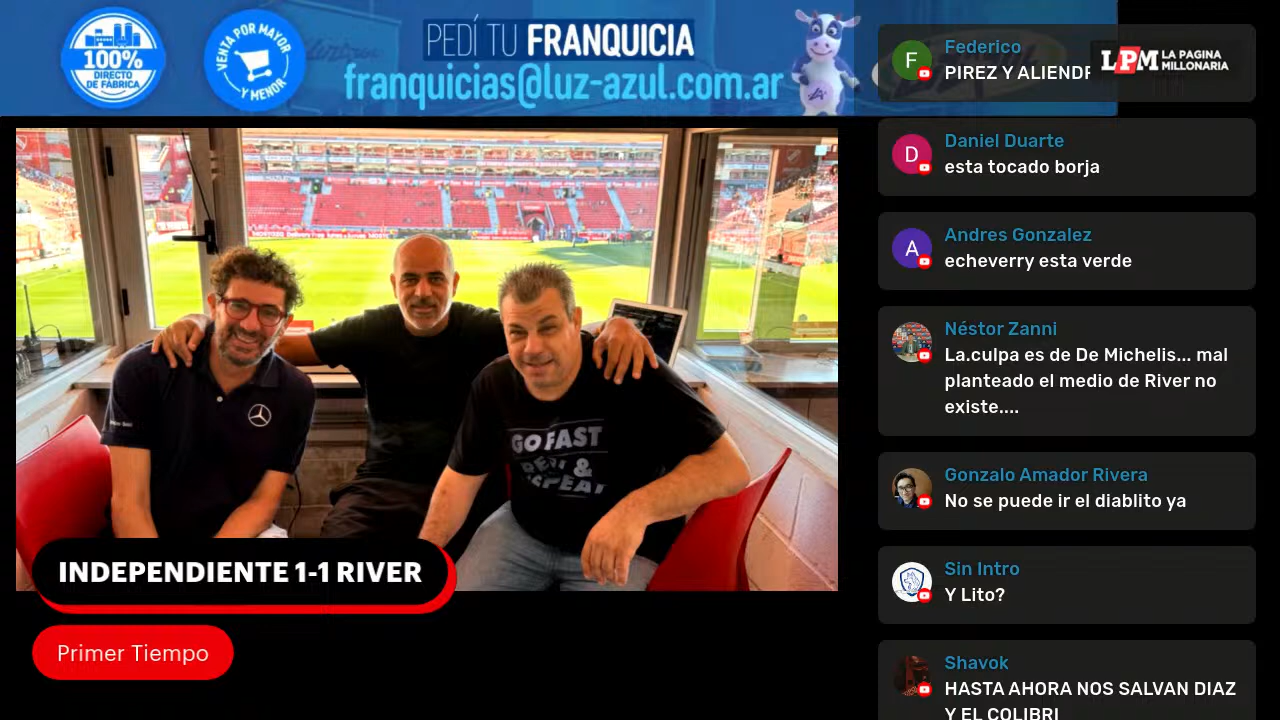 100%
DIRECTO
DE FÁBRICA
VENTA POR MAYOR
Y MENOR
PEDÍ TU FRANQUICIA
franquicias@luz-azul.com.ar
LPM LA PAGINA
MILLONARIA
F
Federico
PIREZ Y ALIENDR
D
Daniel Duarte
esta tocado borja
A
Andres Gonzalez
echeverry esta verde
Néstor Zanni
La.culpa es de De Michelis... mal
planteado el medio de River no
existe....
Gonzalo Amador Rivera
No se puede ir el diablito ya
Sin Intro
Y Lito?
Shavok
HASTA AHORA NOS SALVAN DIAZ
Y EL COLIBRI
GO FAST
&
INDEPENDIENTE 1-1 RIVER
Primer Tiempo